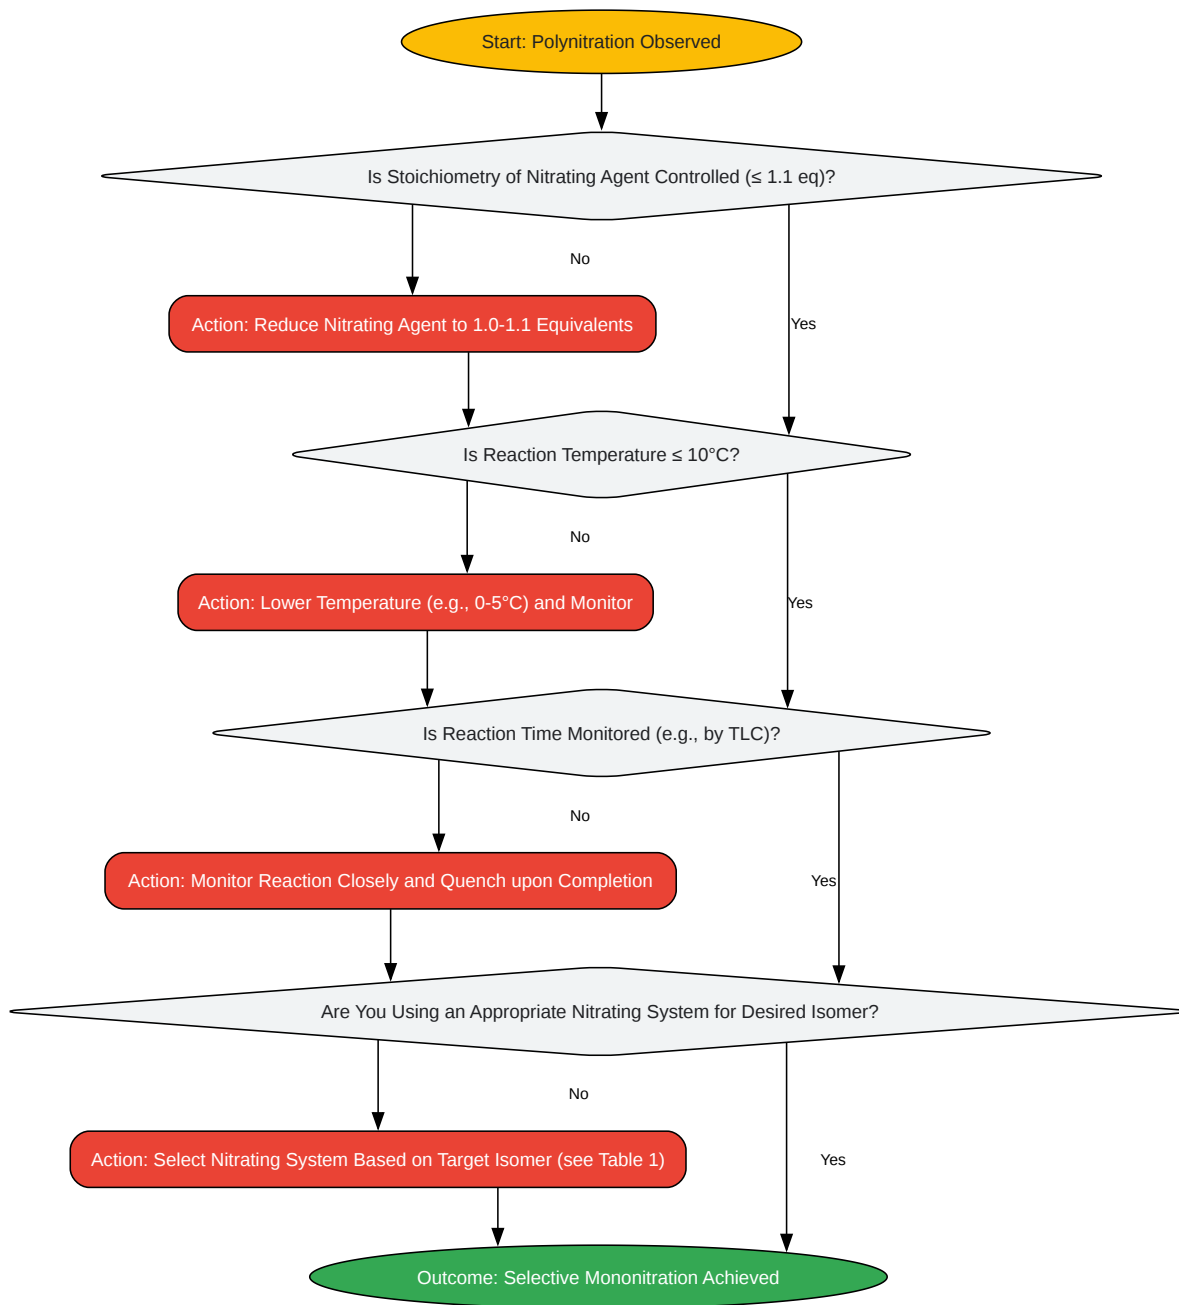 Start: Polynitration Observed
Is Stoichiometry of Nitrating Agent Controlled (≤ 1.1 eq)?
No
Action: Reduce Nitrating Agent to 1.0-1.1 Equivalents
Yes
Is Reaction Temperature ≤ 10°C?
No
Action: Lower Temperature (e.g., 0-5°C) and Monitor
Yes
Is Reaction Time Monitored (e.g., by TLC)?
No
Action: Monitor Reaction Closely and Quench upon Completion
Yes
Are You Using an Appropriate Nitrating System for Desired Isomer?
No
Action: Select Nitrating System Based on Target Isomer (see Table 1)
Yes
Outcome: Selective Mononitration Achieved